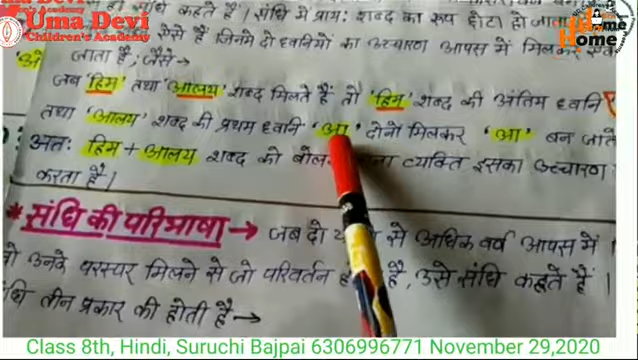 कहते हैं। संधि में प्रायः शब्द का रूप छोटा हो जाता
Uma Devi
Children's Academy
Home
Home
ऐसे हैं जिनमें दो ध्वनियों का उच्चारण आपस में मिलकर
जाता है, जैसे→
जब 'हिम' तथा 'आलय' शब्द मिलते हैं तो 'हिम' शब्द की अंतिम ध्वनि
तथा 'आलय' शब्द की प्रथम ध्वनि 'आ' दोनों मिलकर 'आ' बन जाते
अतः हिम + आलय शब्द को व्यक्ति इसका उच्चारण
करता है।
* संधि की परिभाषा → जब दो से अधिक वर्ण आपस में
उनके परस्पर मिलने से जो परिवर्तन है, उसे संधि कहते हैं।
तीन प्रकार की होती है→
Class 8th, Hindi, Suruchi Bajpai 6306996771 November 29,2020